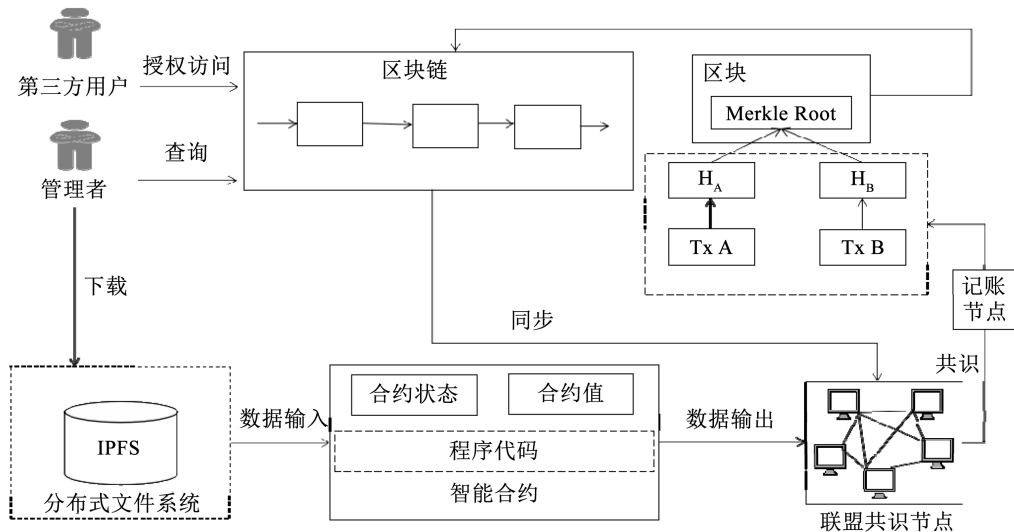 第三方用户
授权访问
区块链
区块
Merkle Root
管理者
查询
H_A
H_B
Tx A
Tx B
下载
记账
节点
同步
共识
合约状态
合约值
数据输入
数据输出
IPFS
程序代码
智能合约
分布式文件系统
联盟共识节点